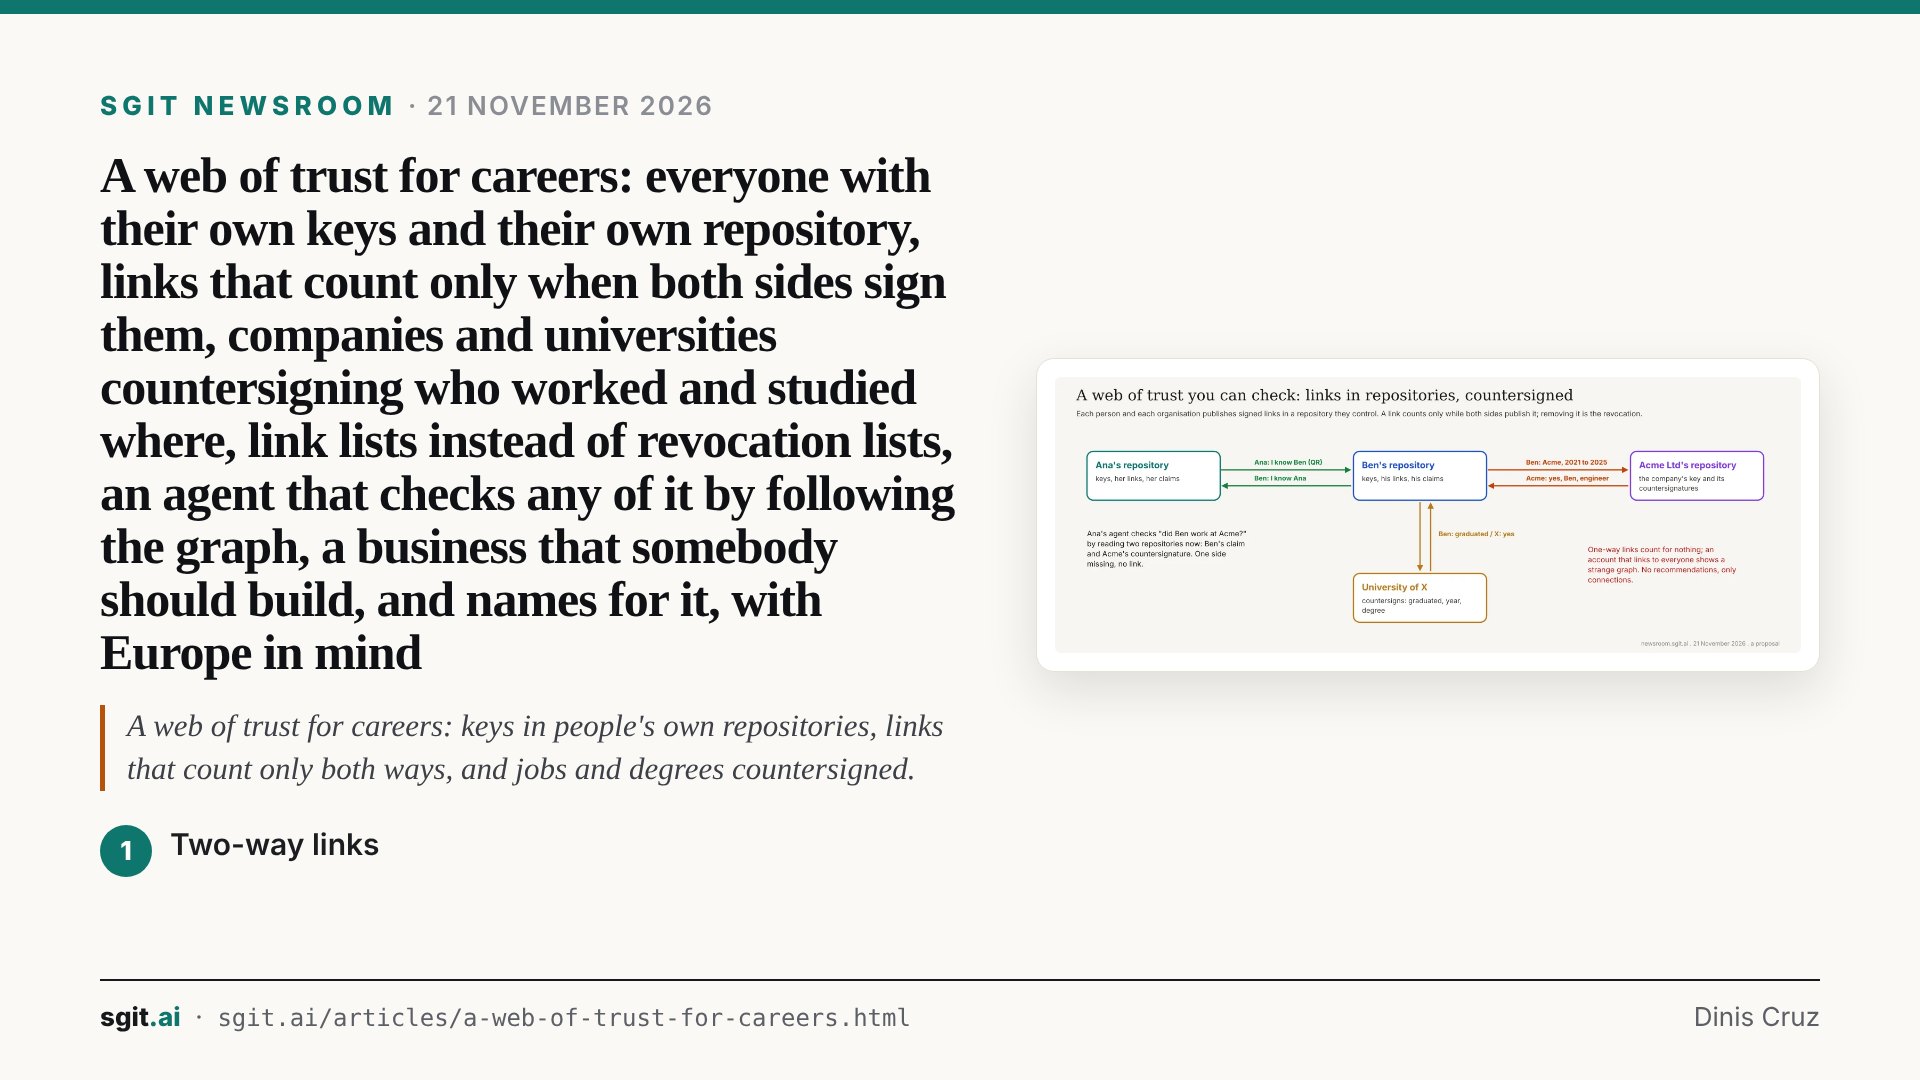 SGIT NEWSROOM · 21 NOVEMBER 2026
A web of trust for careers: everyone with
their own keys and their own repository,
links that count only when both sides sign
them, companies and universities
countersigning who worked and studied
where, link lists instead of revocation lists,
an agent that checks any of it by following
the graph, a business that somebody
should build, and names for it, with
Europe in mind
A web of trust for careers: keys in people's own repositories, links
that count only both ways, and jobs and degrees countersigned.
1 Two-way links
A web of trust you can check: links in repositories, countersigned
Each person and each organisation publishes signed links in a repository they control. A link counts only while both sides publish it; removing it is the revocation.
Ana's repository
keys, her links, her claims
Ana: I know Ben (QR)
Ben: I know Ana
Ben's repository
keys, his links, his claims
Ben: Acme, 2021 to 2025
Acme: yes, Ben, engineer
Acme Ltd's repository
the company's key and its
countersignatures
Ana's agent checks "did Ben work at Acme?"
by reading two repositories now: Ben's claim
and Acme's countersignature. One side
missing, no link.
Ben: graduated / X: yes
University of X
countersigns: graduated, year,
degree
One-way links count for nothing; an
account that links to everyone shows a
strange graph. No recommendations, only
connections.
newsroom.sgit.ai . 21 November 2026 . a proposal
sgit.ai · sgit.ai/articles/a-web-of-trust-for-careers.html
Dinis Cruz